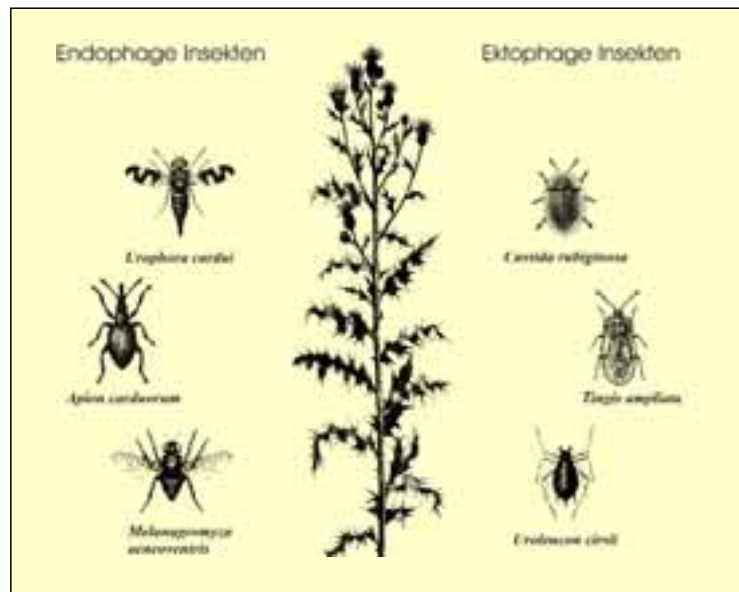 Endophage Insekten
Ektophage Insekten
Urophora cardui
Cassida rubiginosa
Apion carduorum
Tingis ampliata
Melanagromyza
aeneoventris
Uroleucon cirsii